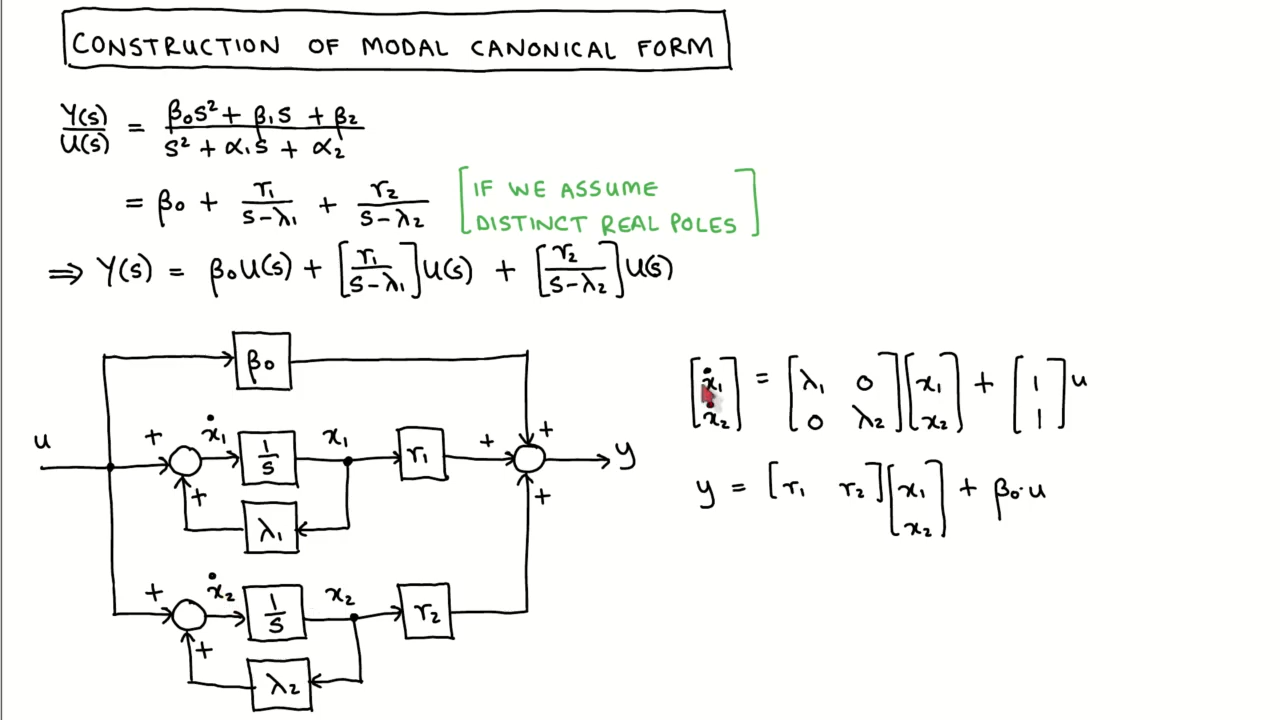 CONSTRUCTION OF MODAL CANONICAL FORM
Y(s)/U(s) = (β₀s² + β₁s + β₂)/(s² + α₁s + α₂)
= β₀ + r₁/(s-λ₁) + r₂/(s-λ₂) [IF WE ASSUME
DISTINCT REAL POLES]
⇒ Y(s) = β₀U(s) + [r₁/(s-λ₁)]U(s) + [r₂/(s-λ₂)]U(s)
β₀
+
u
+ ẋ₁ 1/s x₁ r₁ + y
+ λ₁ +
+ ẋ₂ 1/s x₂ r₂
+ λ₂
[ẋ₁ ẋ₂] = [λ₁ 0 0 λ₂][x₁ x₂] + [1 1]u
y = [r₁ r₂][x₁ x₂] + β₀·u